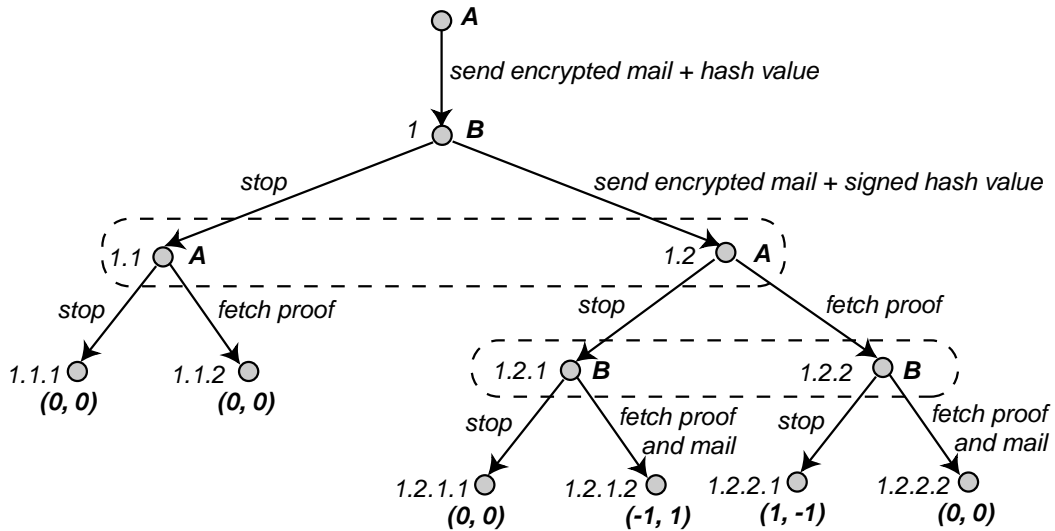 A
send encrypted mail + hash value
1 B
stop
send encrypted mail + signed hash value
1.1 A
1.2 A
stop
fetch proof
stop
fetch proof
1.1.1
1.1.2
1.2.1 B
1.2.2 B
(0, 0)
(0, 0)
stop
fetch proof
and mail
stop
fetch proof
and mail
1.2.1.1
1.2.1.2
1.2.2.1
1.2.2.2
(0, 0)
(-1, 1)
(1, -1)
(0, 0)